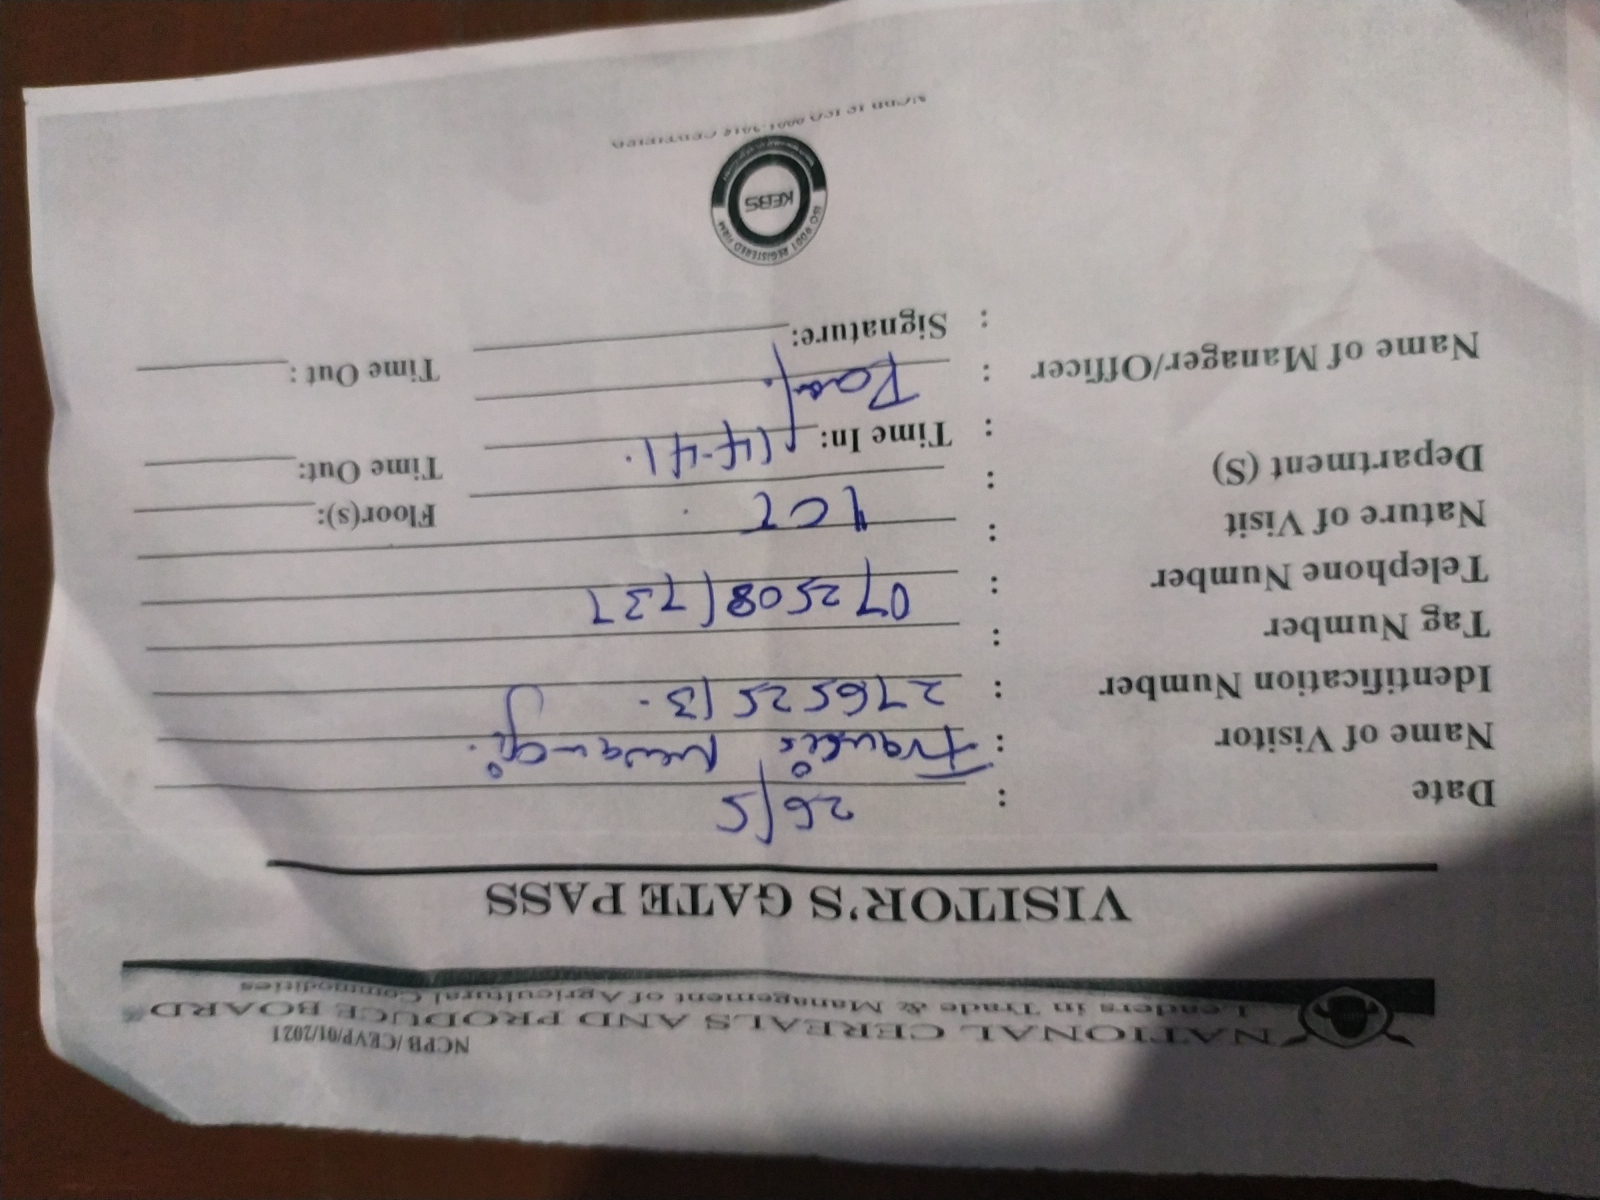 NCPB/CEVP/01/2021
NATIONAL CEREALS AND PRODUCE BOARD
Leaders in Trade & Management of Agricultural Commodities
VISITOR'S GATE PASS
Date : 26/5
Name of Visitor : Francis Mwangi.
Identification Number : 27652513.
Tag Number :
Telephone Number : 0725081737
Nature of Visit :
Department (S) : ICT Floor(s):
: Time In: 14-41. Time Out:
Name of Manager/Officer :
: Signature: Time Out :
ISO 9001 REGISTERED FIRM
KEBS
NCPB IS ISO 9001:2015 CERTIFIED